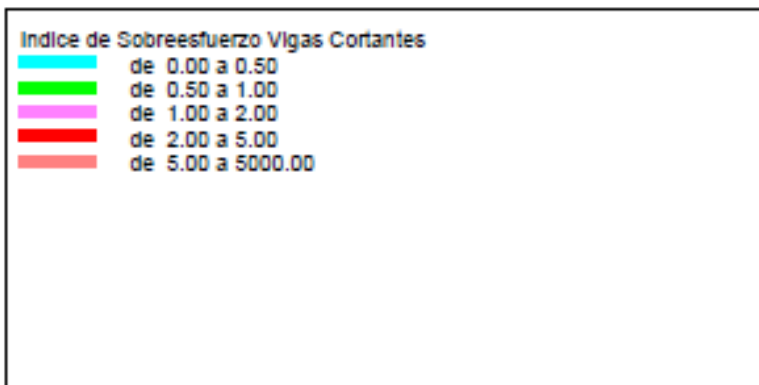 Indice de Sobreesfuerzo Vigas Cortantes
de 0.00 a 0.50
de 0.50 a 1.00
de 1.00 a 2.00
de 2.00 a 5.00
de 5.00 a 5000.00